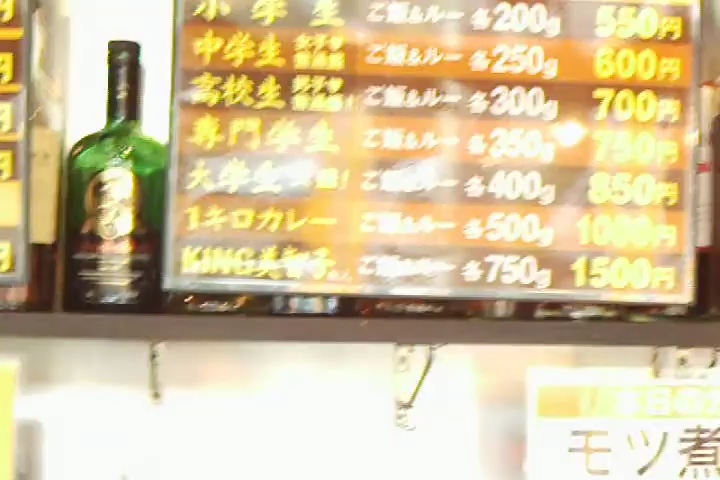 小学生 ご飯&ルー 各200g 550円
中学生 ご飯&ルー 各250g 600円
高校生 ご飯&ルー 各300g 700円
専門学生 ご飯&ルー 各350g 750円
大学生 ご飯&ルー 各400g 850円
1キロカレー ご飯&ルー 各500g 1000円
KING ご飯&ルー 各750g 1500円
モツ煮